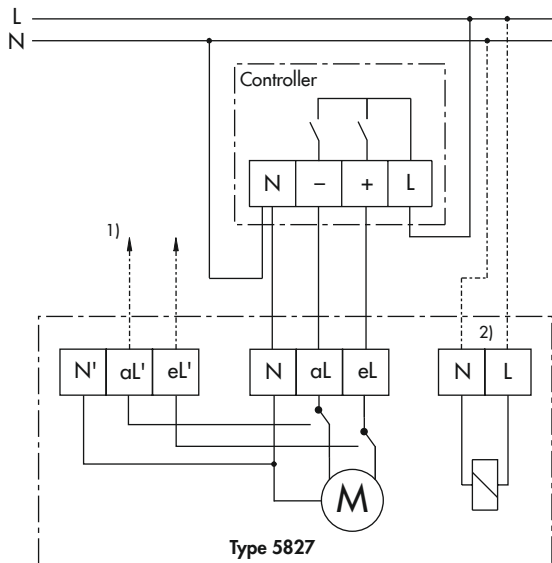 L
N
Controller
N – + L
1)
2)
N' aL' eL' N aL eL N L
M
Type 5827